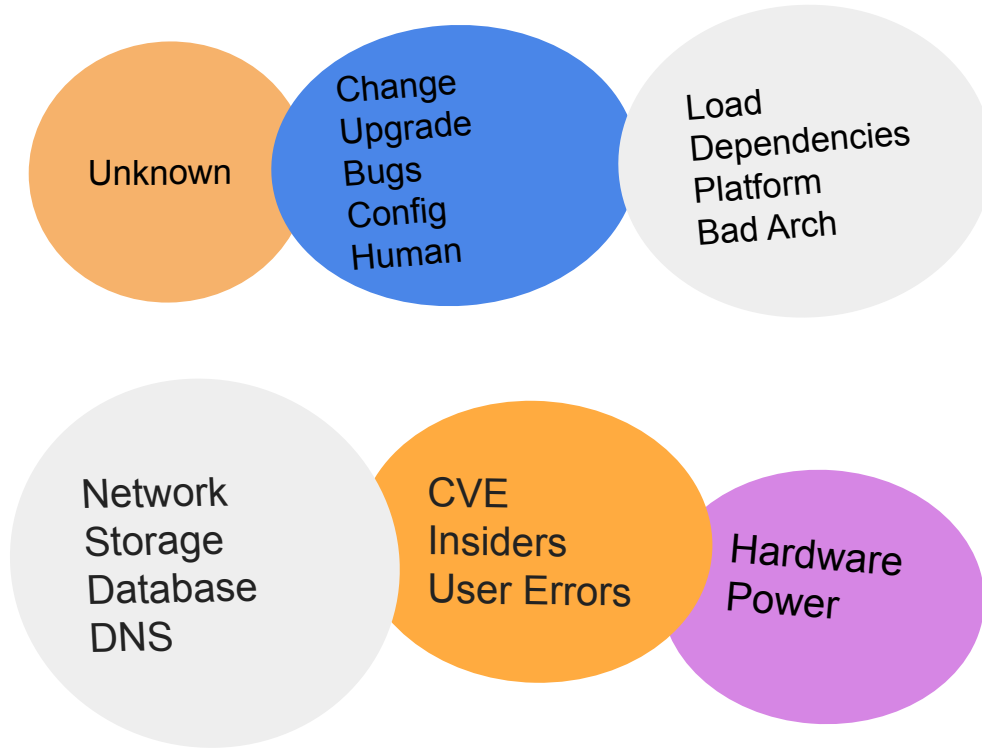 Unknown
Change
Upgrade
Bugs
Config
Human
Load
Dependencies
Platform
Bad Arch
Network
Storage
Database
DNS
CVE
Insiders
User Errors
Hardware
Power